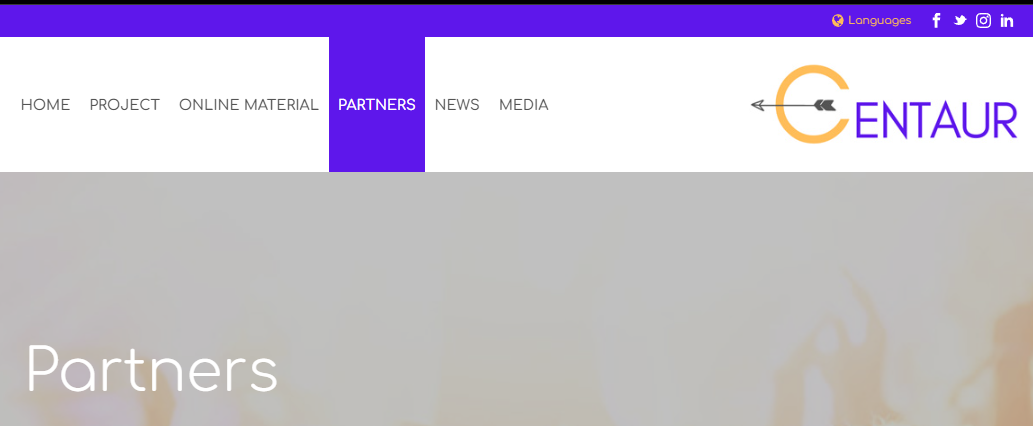 Languages
HOME PROJECT ONLINE MATERIAL PARTNERS NEWS MEDIA
CENTAUR
Partners